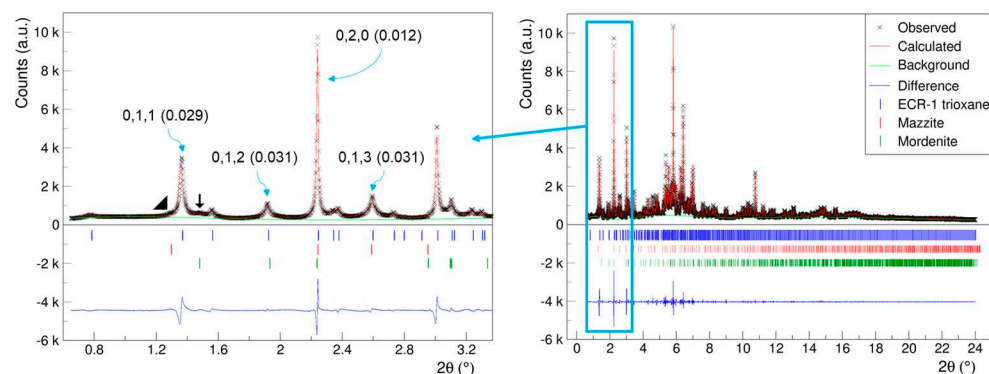 10 k
8 k
6 k
4 k
2 k
0
-2 k
-4 k
-6 k
Counts (a.u.)
0,2,0 (0.012)
0,1,1 (0.029)
0,1,2 (0.031)
0,1,3 (0.031)
0.8
1.2
1.6
2
2.4
2.8
3.2
2θ (°)
10 k
8 k
6 k
4 k
2 k
0
-2 k
-4 k
-6 k
Counts (a.u.)
Observed
Calculated
Background
Difference
ECR-1 trioxane
Mazzite
Mordenite
0
2
4
6
8
10
12
14
16
18
20
22
24
2θ (°)